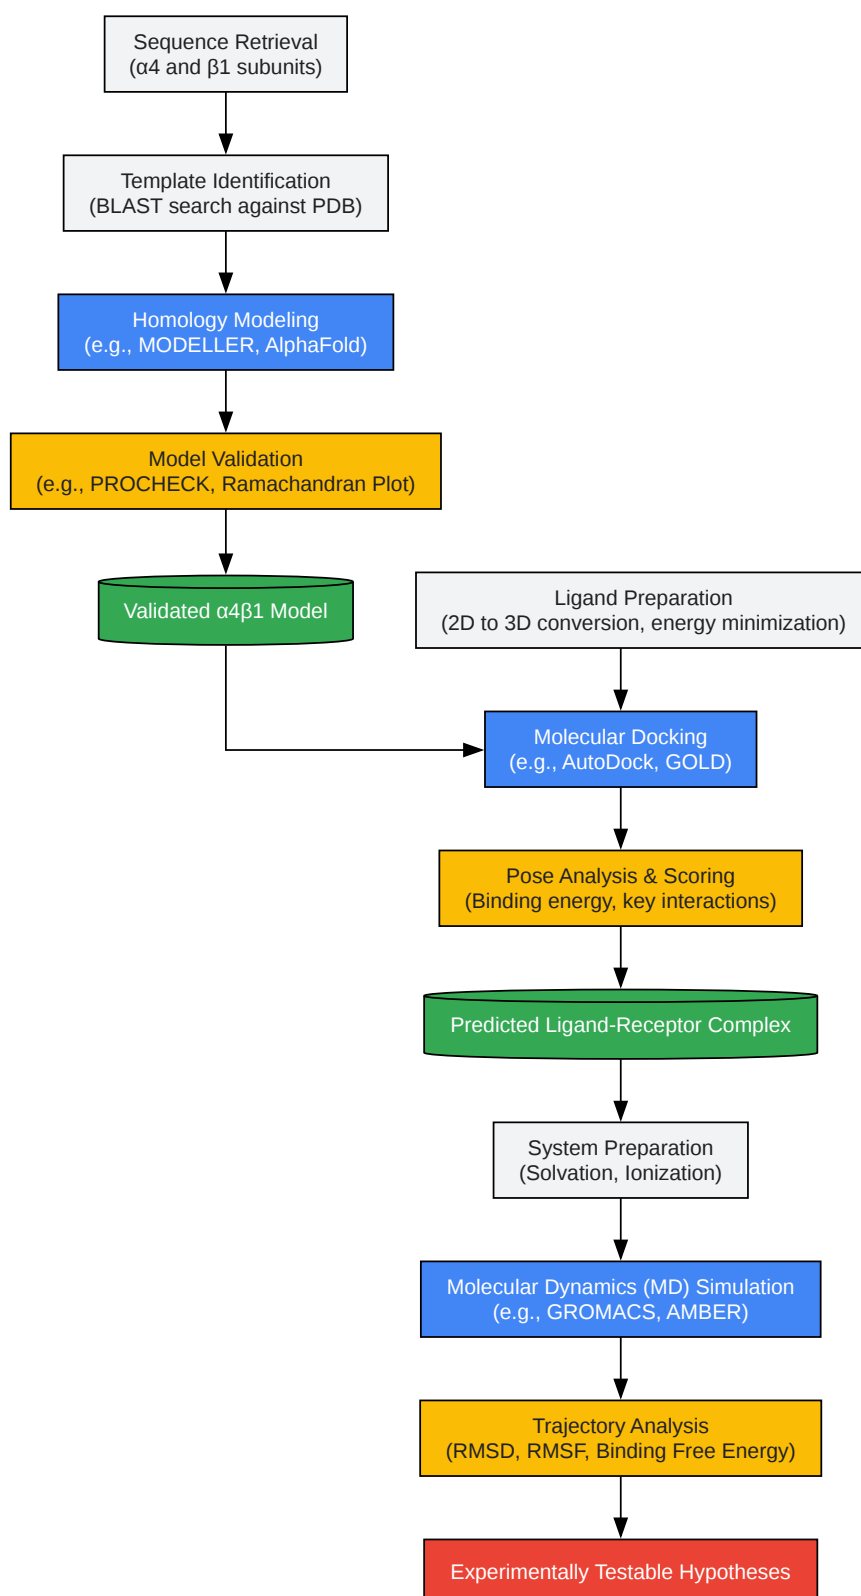 Sequence Retrieval
(α4 and β1 subunits)
Template Identification
(BLAST search against PDB)
Homology Modeling
(e.g., MODELLER, AlphaFold)
Model Validation
(e.g., PROCHECK, Ramachandran Plot)
Validated α4β1 Model
Ligand Preparation
(2D to 3D conversion, energy minimization)
Molecular Docking
(e.g., AutoDock, GOLD)
Pose Analysis & Scoring
(Binding energy, key interactions)
Predicted Ligand-Receptor Complex
System Preparation
(Solvation, Ionization)
Molecular Dynamics (MD) Simulation
(e.g., GROMACS, AMBER)
Trajectory Analysis
(RMSD, RMSF, Binding Free Energy)
Experimentally Testable Hypotheses